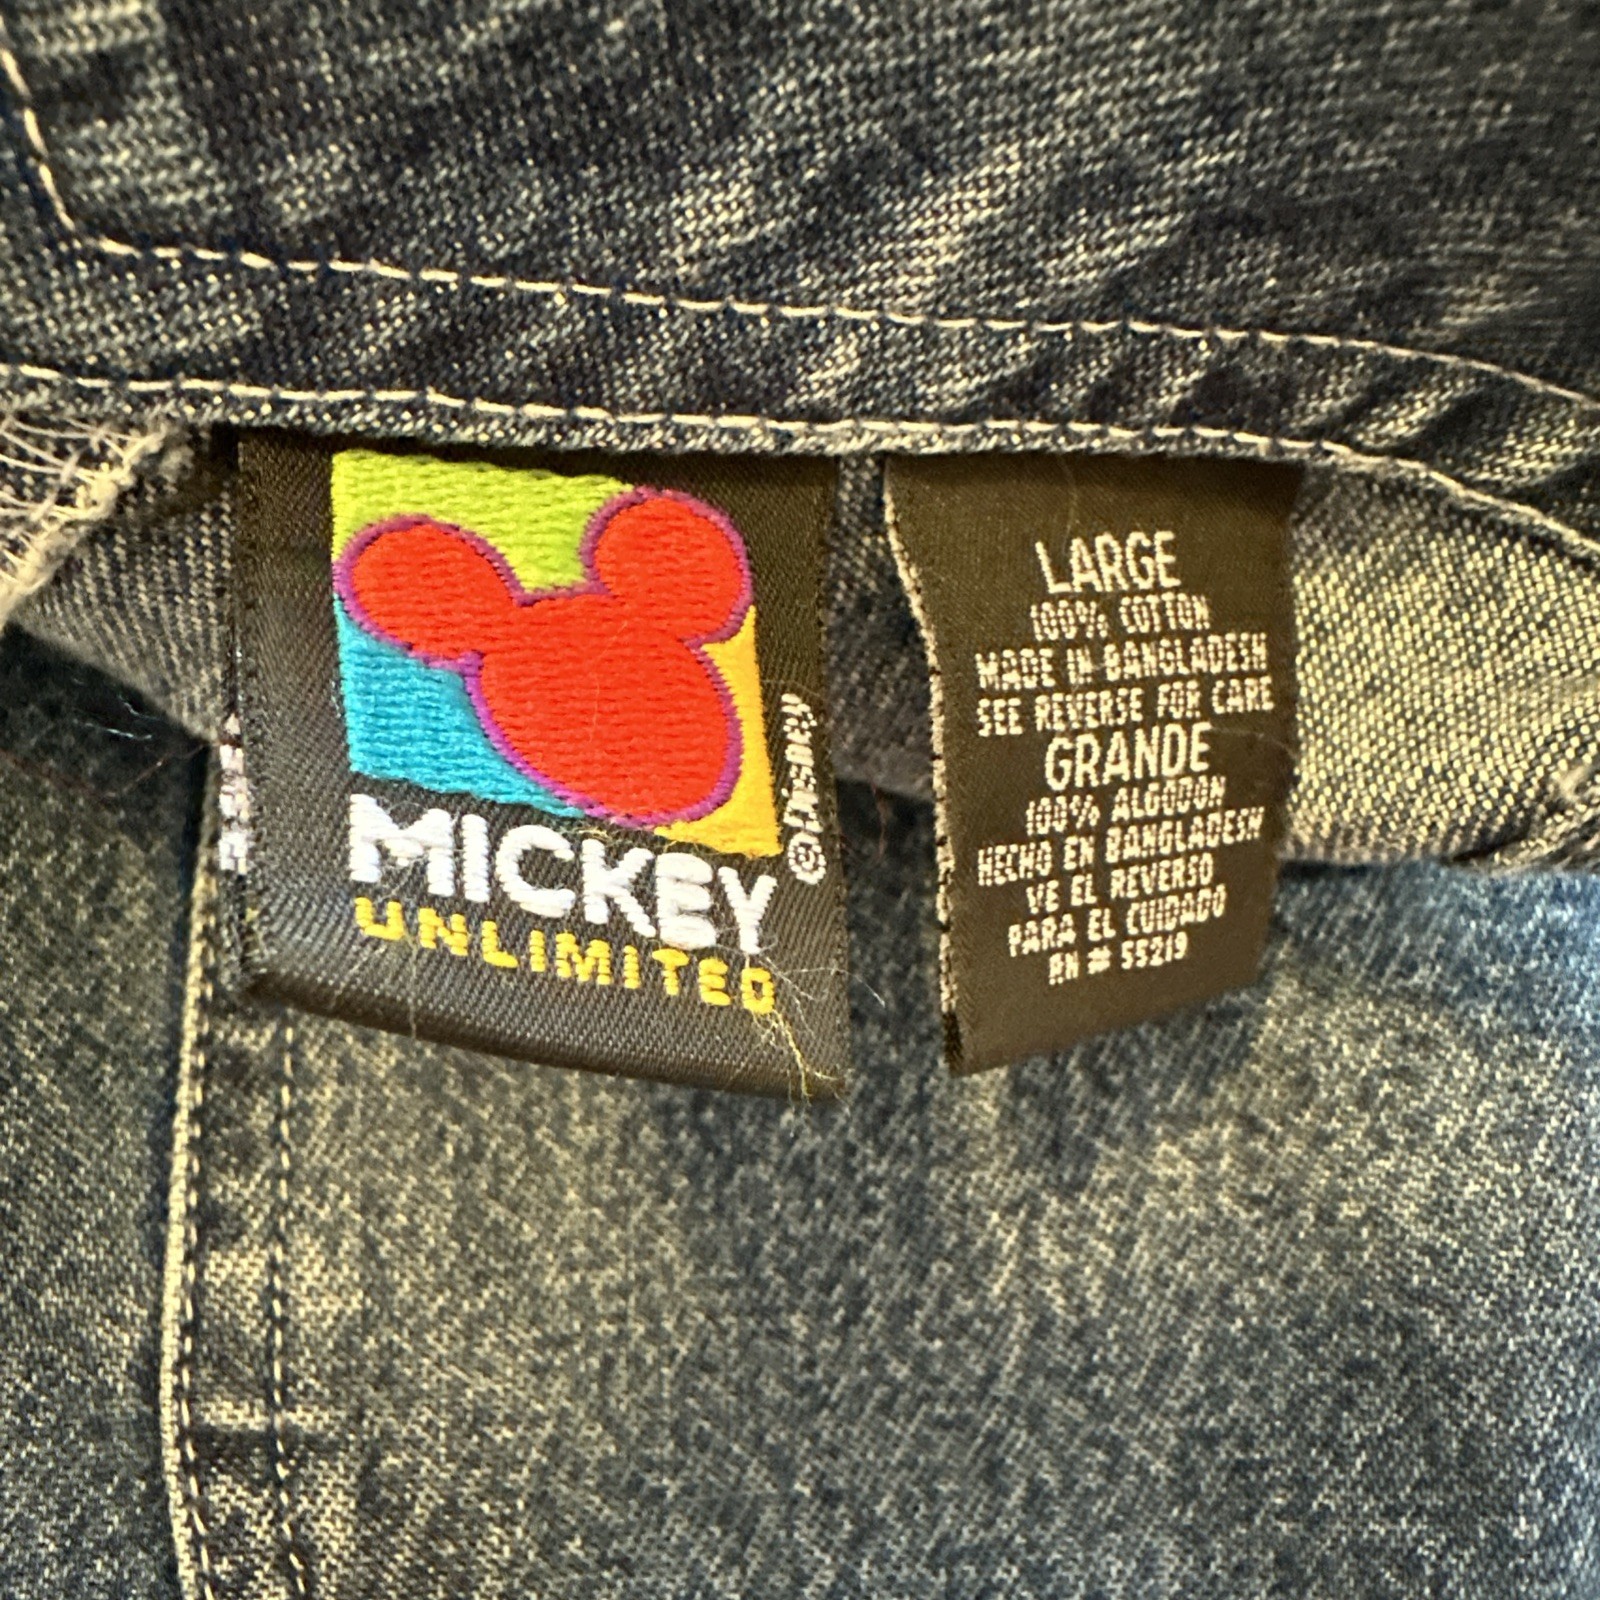 MICKEY
UNLIMITED
©Disney
LARGE
100% COTTON
MADE IN BANGLADESH
SEE REVERSE FOR CARE
GRANDE
100% ALGODON
HECHO EN BANGLADESH
VE EL REVERSO
PARA EL CUIDADO
RN # 55219